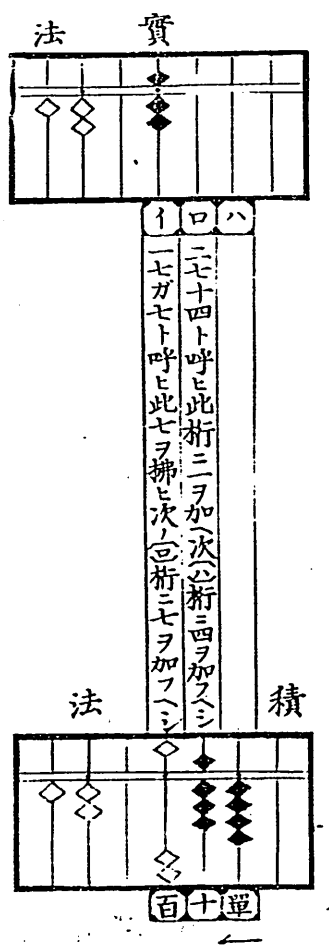 法 實
イ ロ ハ
一七ガ七ト呼ヒ此七ヲ拂ヒ次ノ(ロ)桁ニ七ヲ加フヘシ
二七十四ト呼ヒ此桁ニ一ヲ加ヘ次(ハ)桁ニ四ヲ加フヘシ
法 積
百 十 單